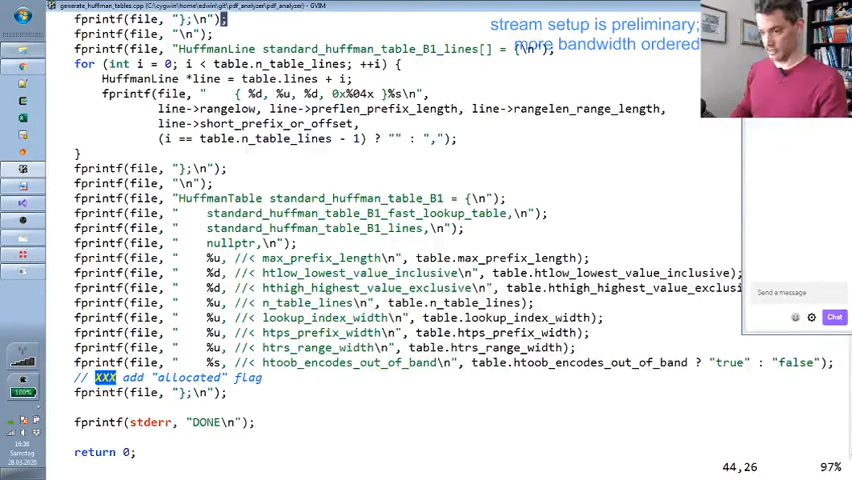 generate_huffman_tables.cpp (C:\cygwin\home\edwin\git\pdf_analyzer\pdf_analyzer) - GVIM
stream setup is preliminary;
more bandwidth ordered
fprintf(file, "};\n");
fprintf(file, "\n");
fprintf(file, "HuffmanLine standard_huffman_table_B1_lines[] = {\n");
for (int i = 0; i < table.n_table_lines; ++i) {
HuffmanLine *line = table.lines + i;
fprintf(file, "    { %d, %u, %d, 0x%04x }%s\n",
line->rangelow, line->preflen_prefix_length, line->rangelen_range_length,
line->short_prefix_or_offset,
(i == table.n_table_lines - 1) ? "" : ",");
}
fprintf(file, "};\n");
fprintf(file, "\n");
fprintf(file, "HuffmanTable standard_huffman_table_B1 = {\n");
fprintf(file, "    standard_huffman_table_B1_fast_lookup_table,\n");
fprintf(file, "    standard_huffman_table_B1_lines,\n");
fprintf(file, "    nullptr,\n");
fprintf(file, "    %u, //< max_prefix_length\n", table.max_prefix_length);
fprintf(file, "    %d, //< htlow_lowest_value_inclusive\n", table.htlow_lowest_value_inclusive);
fprintf(file, "    %d, //< hthigh_highest_value_exclusive\n", table.hthigh_highest_value_exclus
fprintf(file, "    %u, //< n_table_lines\n", table.n_table_lines);
fprintf(file, "    %u, //< lookup_index_width\n", table.lookup_index_width);
fprintf(file, "    %u, //< htps_prefix_width\n", table.htps_prefix_width);
fprintf(file, "    %u, //< htrs_range_width\n", table.htrs_range_width);
fprintf(file, "    %s, //< htoob_encodes_out_of_band\n", table.htoob_encodes_out_of_band ? "true" : "false");
// XXX add "allocated" flag
fprintf(file, "};\n");
fprintf(stderr, "DONE\n");
return 0;
44,26
97%
Send a message
Chat
100%
16:36
Samstag
28.03.2020